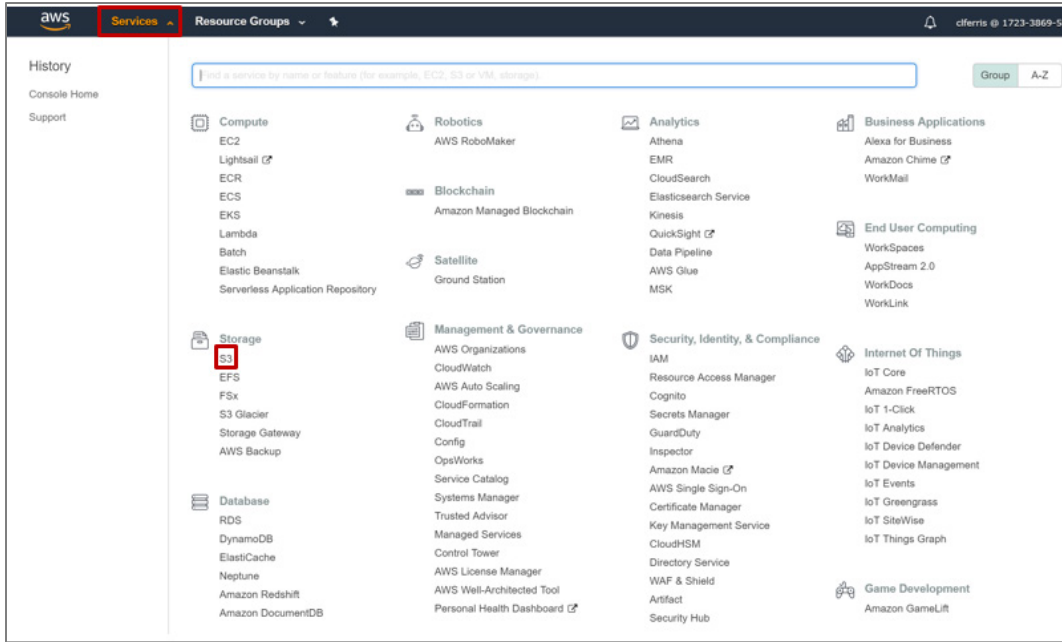 aws
Services
Resource Groups
clferris @ 1723-3869-5
History
Console Home
Support
Find a service by name or feature (for example, EC2, S3 or VM, storage).
Group
A-Z
Compute
EC2
Lightsail
ECR
ECS
EKS
Lambda
Batch
Elastic Beanstalk
Serverless Application Repository
Storage
S3
EFS
FSx
S3 Glacier
Storage Gateway
AWS Backup
Database
RDS
DynamoDB
ElastiCache
Neptune
Amazon Redshift
Amazon DocumentDB
Robotics
AWS RoboMaker
Blockchain
Amazon Managed Blockchain
Satellite
Ground Station
Management & Governance
AWS Organizations
CloudWatch
AWS Auto Scaling
CloudFormation
CloudTrail
Config
OpsWorks
Service Catalog
Systems Manager
Trusted Advisor
Managed Services
Control Tower
AWS License Manager
AWS Well-Architected Tool
Personal Health Dashboard
Analytics
Athena
EMR
CloudSearch
Elasticsearch Service
Kinesis
QuickSight
Data Pipeline
AWS Glue
MSK
Security, Identity, & Compliance
IAM
Resource Access Manager
Cognito
Secrets Manager
GuardDuty
Inspector
Amazon Macie
AWS Single Sign-On
Certificate Manager
Key Management Service
CloudHSM
Directory Service
WAF & Shield
Artifact
Security Hub
Business Applications
Alexa for Business
Amazon Chime
WorkMail
End User Computing
WorkSpaces
AppStream 2.0
WorkDocs
WorkLink
Internet Of Things
IoT Core
Amazon FreeRTOS
IoT 1-Click
IoT Analytics
IoT Device Defender
IoT Device Management
IoT Events
IoT Greengrass
IoT SiteWise
IoT Things Graph
Game Development
Amazon GameLift